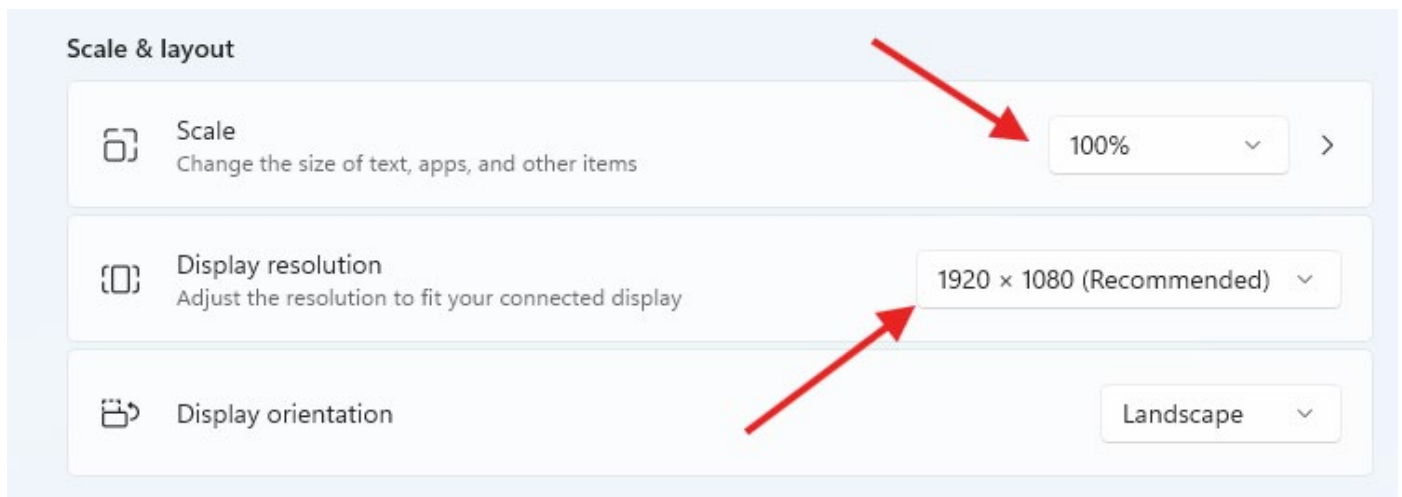 Scale & layout
Scale
Change the size of text, apps, and other items
100%
Display resolution
Adjust the resolution to fit your connected display
1920 × 1080 (Recommended)
Display orientation
Landscape